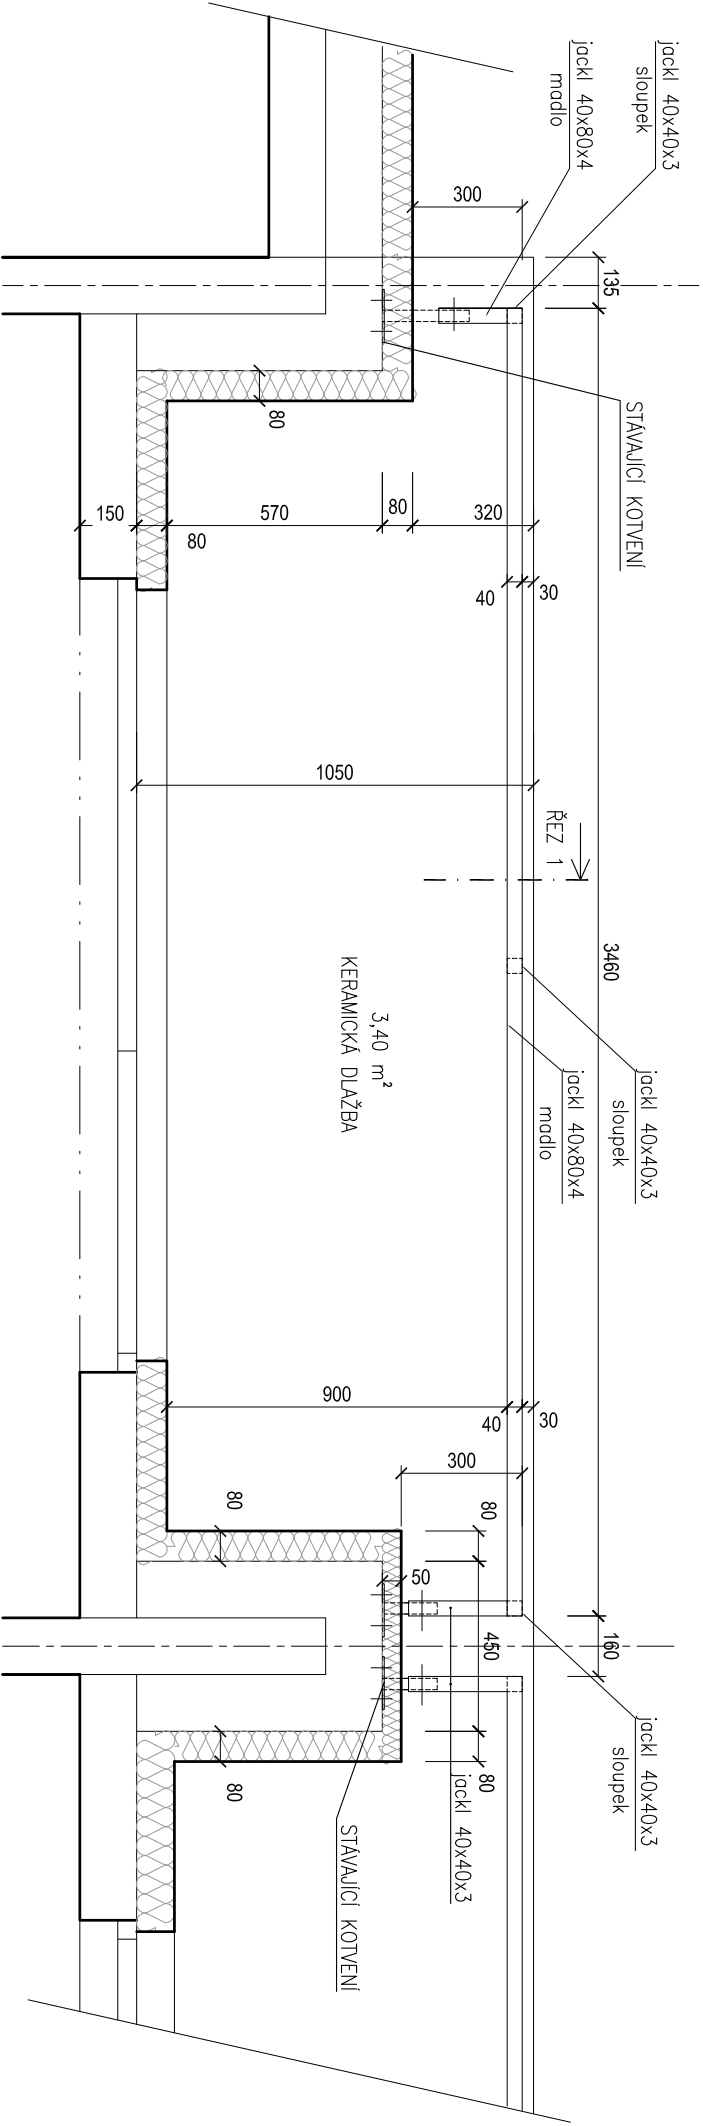 jackl 40x40x3
sloupek
jackl 40x80x4
madlo
300
135
STÁVAJÍCÍ KOTVENÍ
80
150
80
570
80
320
40
30
1050
ŘEZ 1
3460
3,40 m²
KERAMICKÁ DLAŽBA
jackl 40x40x3
sloupek
jackl 40x80x4
madlo
900
40
30
300
80
80
50
450
160
80
80
jackl 40x40x3
sloupek
jackl 40x40x3
STÁVAJÍCÍ KOTVENÍ